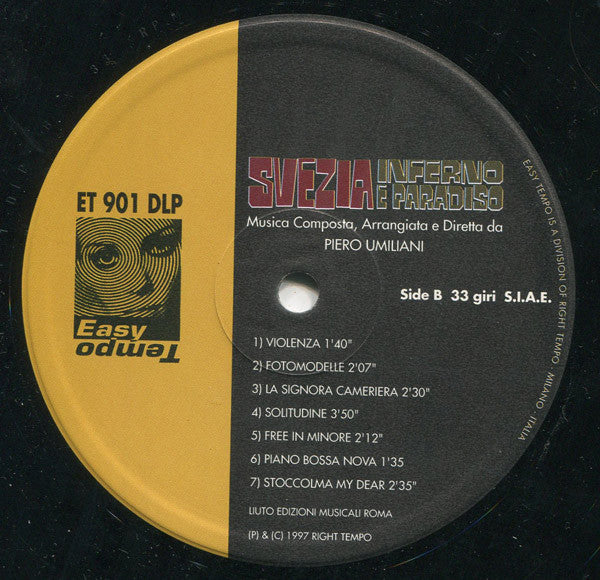 ET 901 DLP
Easy
Tempo
SVEZIA INFERNO
E PARADISO
Musica Composta, Arrangiata e Diretta da
PIERO UMILIANI
Side B 33 giri S.I.A.E.
1) VIOLENZA 1'40"
2) FOTOMODELLE 2'07"
3) LA SIGNORA CAMERIERA 2'30"
4) SOLITUDINE 3'50"
5) FREE IN MINORE 2'12"
6) PIANO BOSSA NOVA 1'35
7) STOCCOLMA MY DEAR 2'35"
LIUTO EDIZIONI MUSICALI ROMA
(P) & (C) 1997 RIGHT TEMPO
EASY TEMPO IS A DIVISION OF RIGHT TEMPO - MILANO - ITALIA